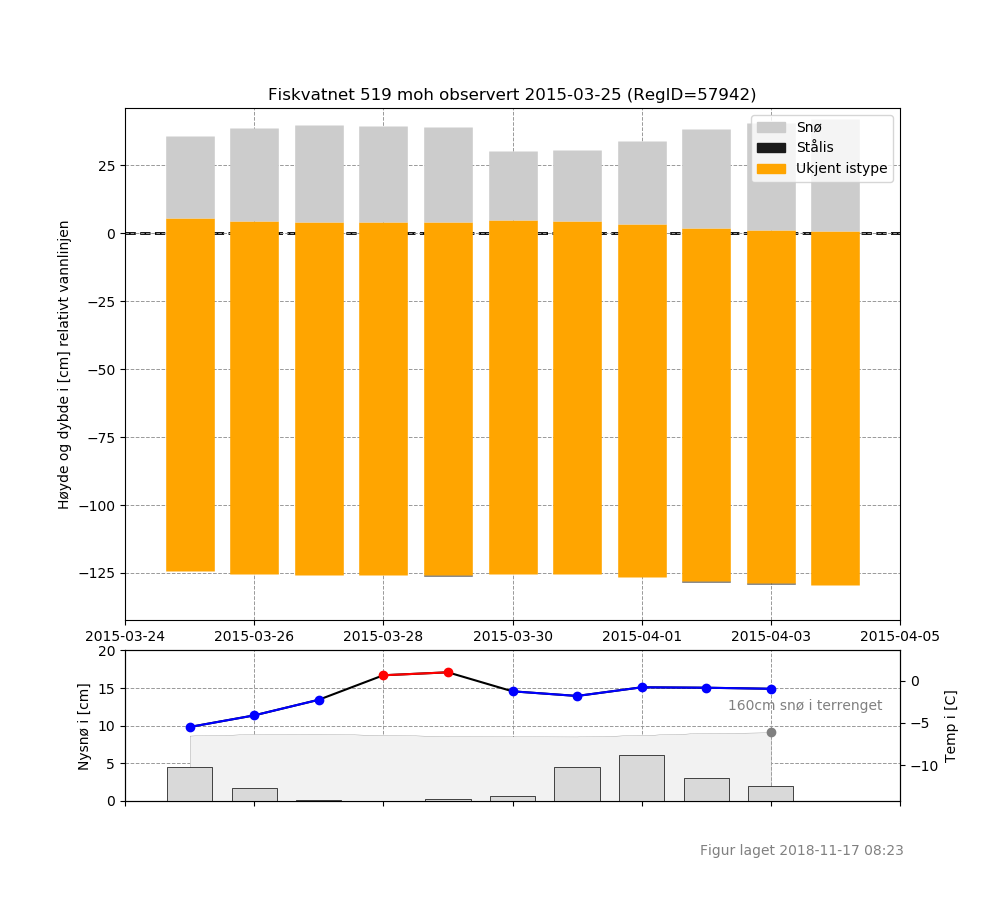 Fiskvatnet 519 moh observert 2015-03-25 (RegID=57942)
Snø
Stålis
Ukjent istype
25
0
−25
−50
−75
−100
−125
Høyde og dybde i [cm] relativt vannlinjen
2015-03-24 2015-03-26 2015-03-28 2015-03-30 2015-04-01 2015-04-03 2015-04-05
20
15
10
5
0
Nysnø i [cm]
160cm snø i terrenget
0
−5
−10
Temp i [C]
Figur laget 2018-11-17 08:23